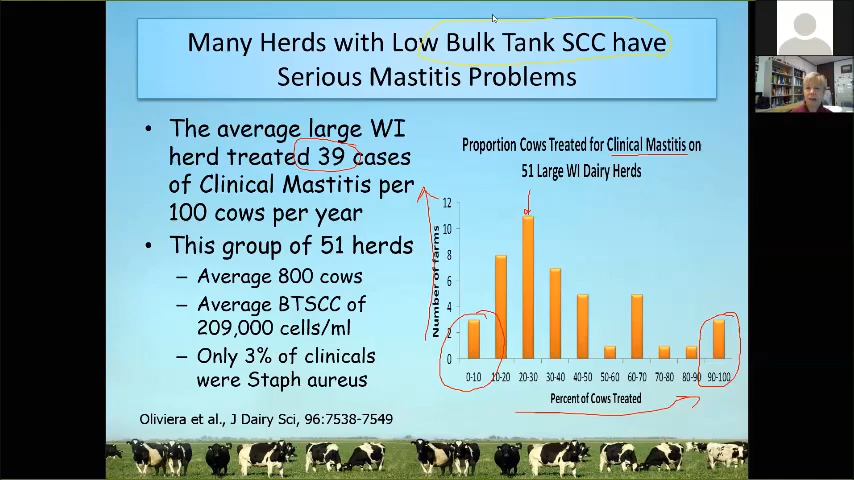 Many Herds with Low Bulk Tank SCC have
Serious Mastitis Problems
• The average large WI
herd treated 39 cases
of Clinical Mastitis per
100 cows per year
• This group of 51 herds
– Average 800 cows
– Average BTSCC of
209,000 cells/ml
– Only 3% of clinicals
were Staph aureus
Oliviera et al., J Dairy Sci, 96:7538-7549
Proportion Cows Treated for Clinical Mastitis on
51 Large WI Dairy Herds
Number of farms
12
10
8
6
4
2
0
0-10 10-20 20-30 30-40 40-50 50-60 60-70 70-80 80-90 90-100
Percent of Cows Treated